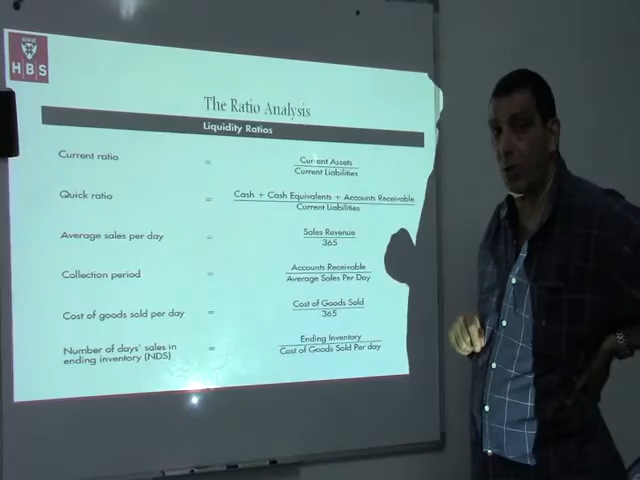 HBS
The Ratio Analysis
Liquidity Ratios
Current ratio = Current Assets
Current Liabilities
Quick ratio = Cash + Cash Equivalents + Accounts Receivable
Current Liabilities
Average sales per day = Sales Revenue
365
Collection period = Accounts Receivable
Average Sales Per Day
Cost of goods sold per day = Cost of Goods Sold
365
Number of days' sales in
ending inventory (NDS) = Ending Inventory
Cost of Goods Sold Per day